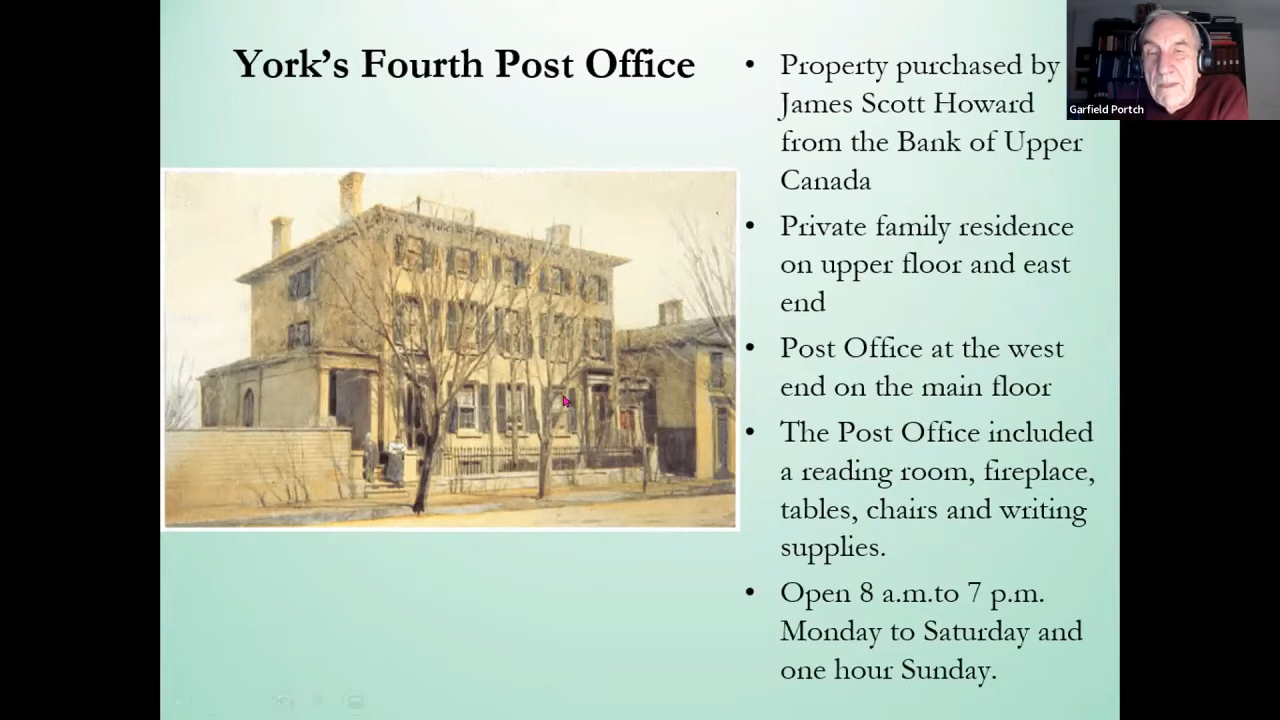 York's Fourth Post Office
• Property purchased by
James Scott Howard
from the Bank of Upper
Canada
• Private family residence
on upper floor and east
end
• Post Office at the west
end on the main floor
• The Post Office included
a reading room, fireplace,
tables, chairs and writing
supplies.
• Open 8 a.m.to 7 p.m.
Monday to Saturday and
one hour Sunday.
Garfield Portch